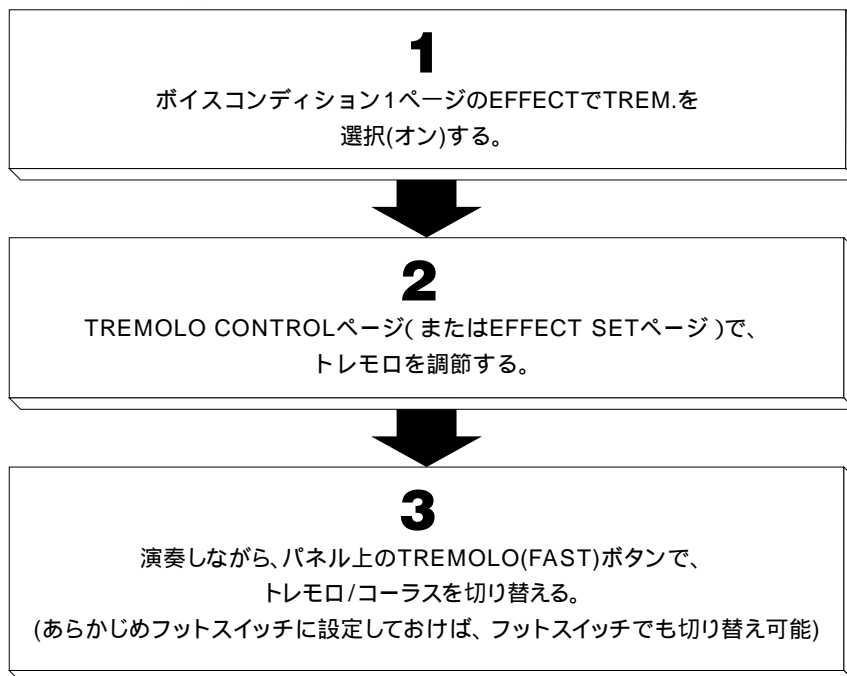 1
ボイスコンディション1ページのEFFECTでTREM.を
選択(オン)する。
2
TREMOLO CONTROLページ(またはEFFECT SETページ)で、
トレモロを調節する。
3
演奏しながら、パネル上のTREMOLO(FAST)ボタンで、
トレモロ/コーラスを切り替える。
(あらかじめフットスイッチに設定しておけば、フットスイッチでも切り替え可能)